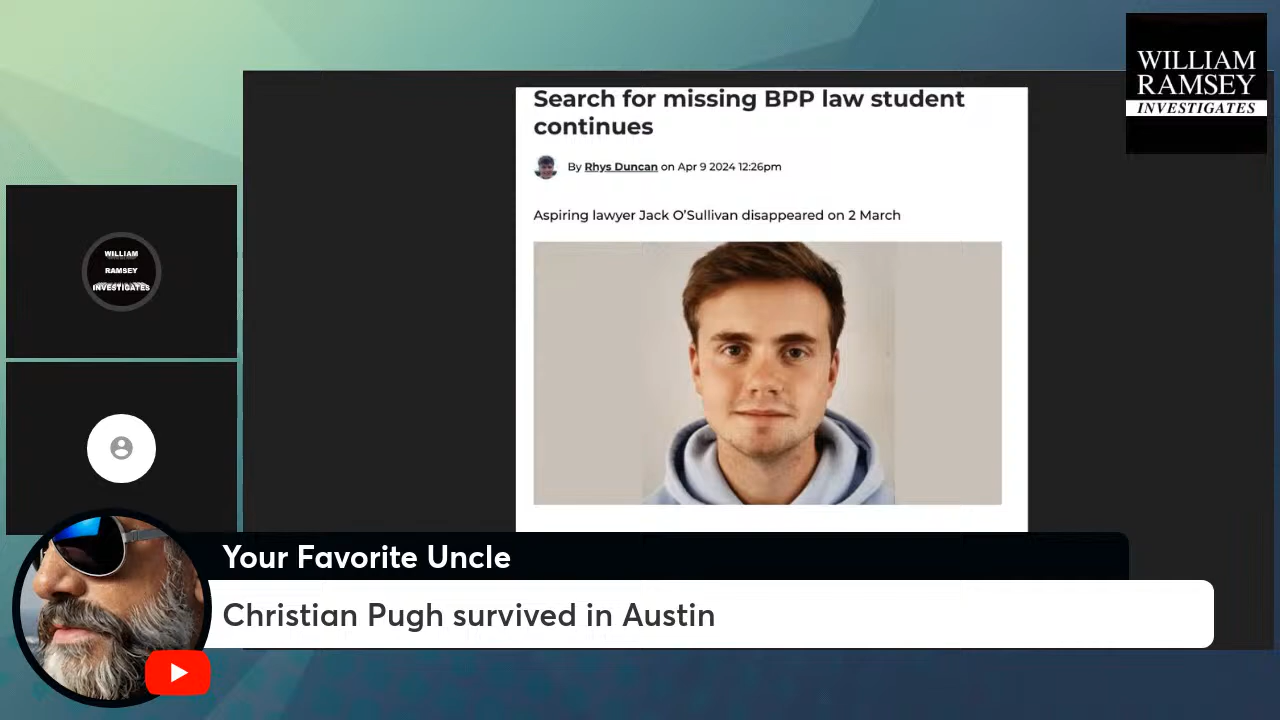 WILLIAM
RAMSEY
INVESTIGATES
Search for missing BPP law student
continues
By Rhys Duncan on Apr 9 2024 12:26pm
Aspiring lawyer Jack O’Sullivan disappeared on 2 March
WILLIAM
RAMSEY
INVESTIGATES
Your Favorite Uncle
Christian Pugh survived in Austin